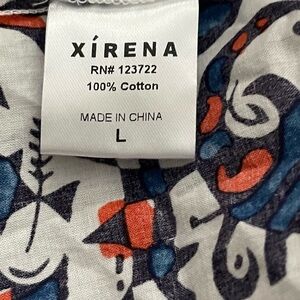 XÍRENA
RN# 123722
100% Cotton
MADE IN CHINA
L